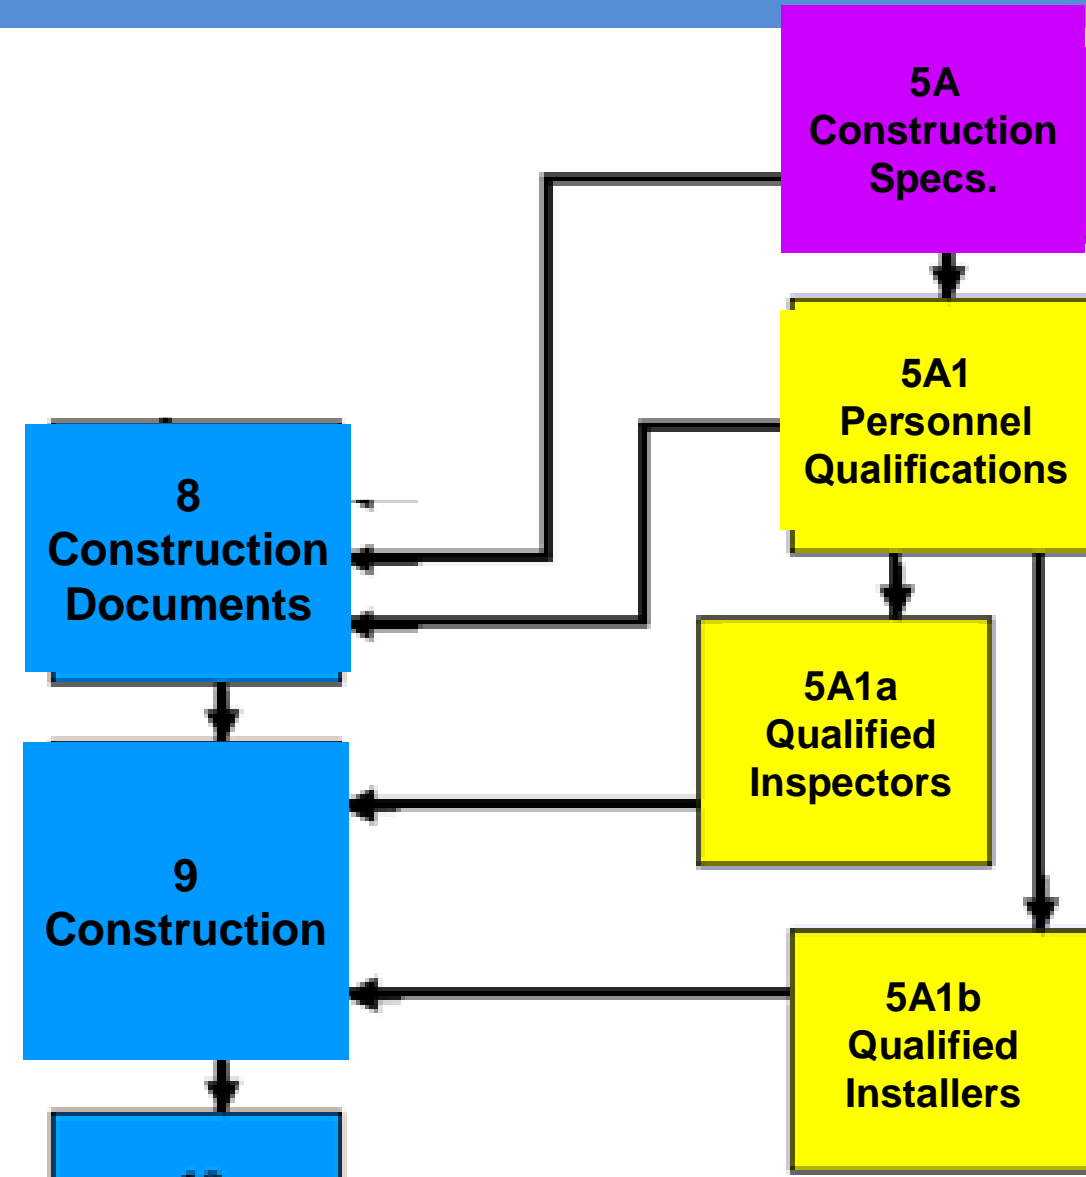 5A
Construction
Specs.
5A1
Personnel
Qualifications
8
Construction
Documents
5A1a
Qualified
Inspectors
9
Construction
5A1b
Qualified
Installers